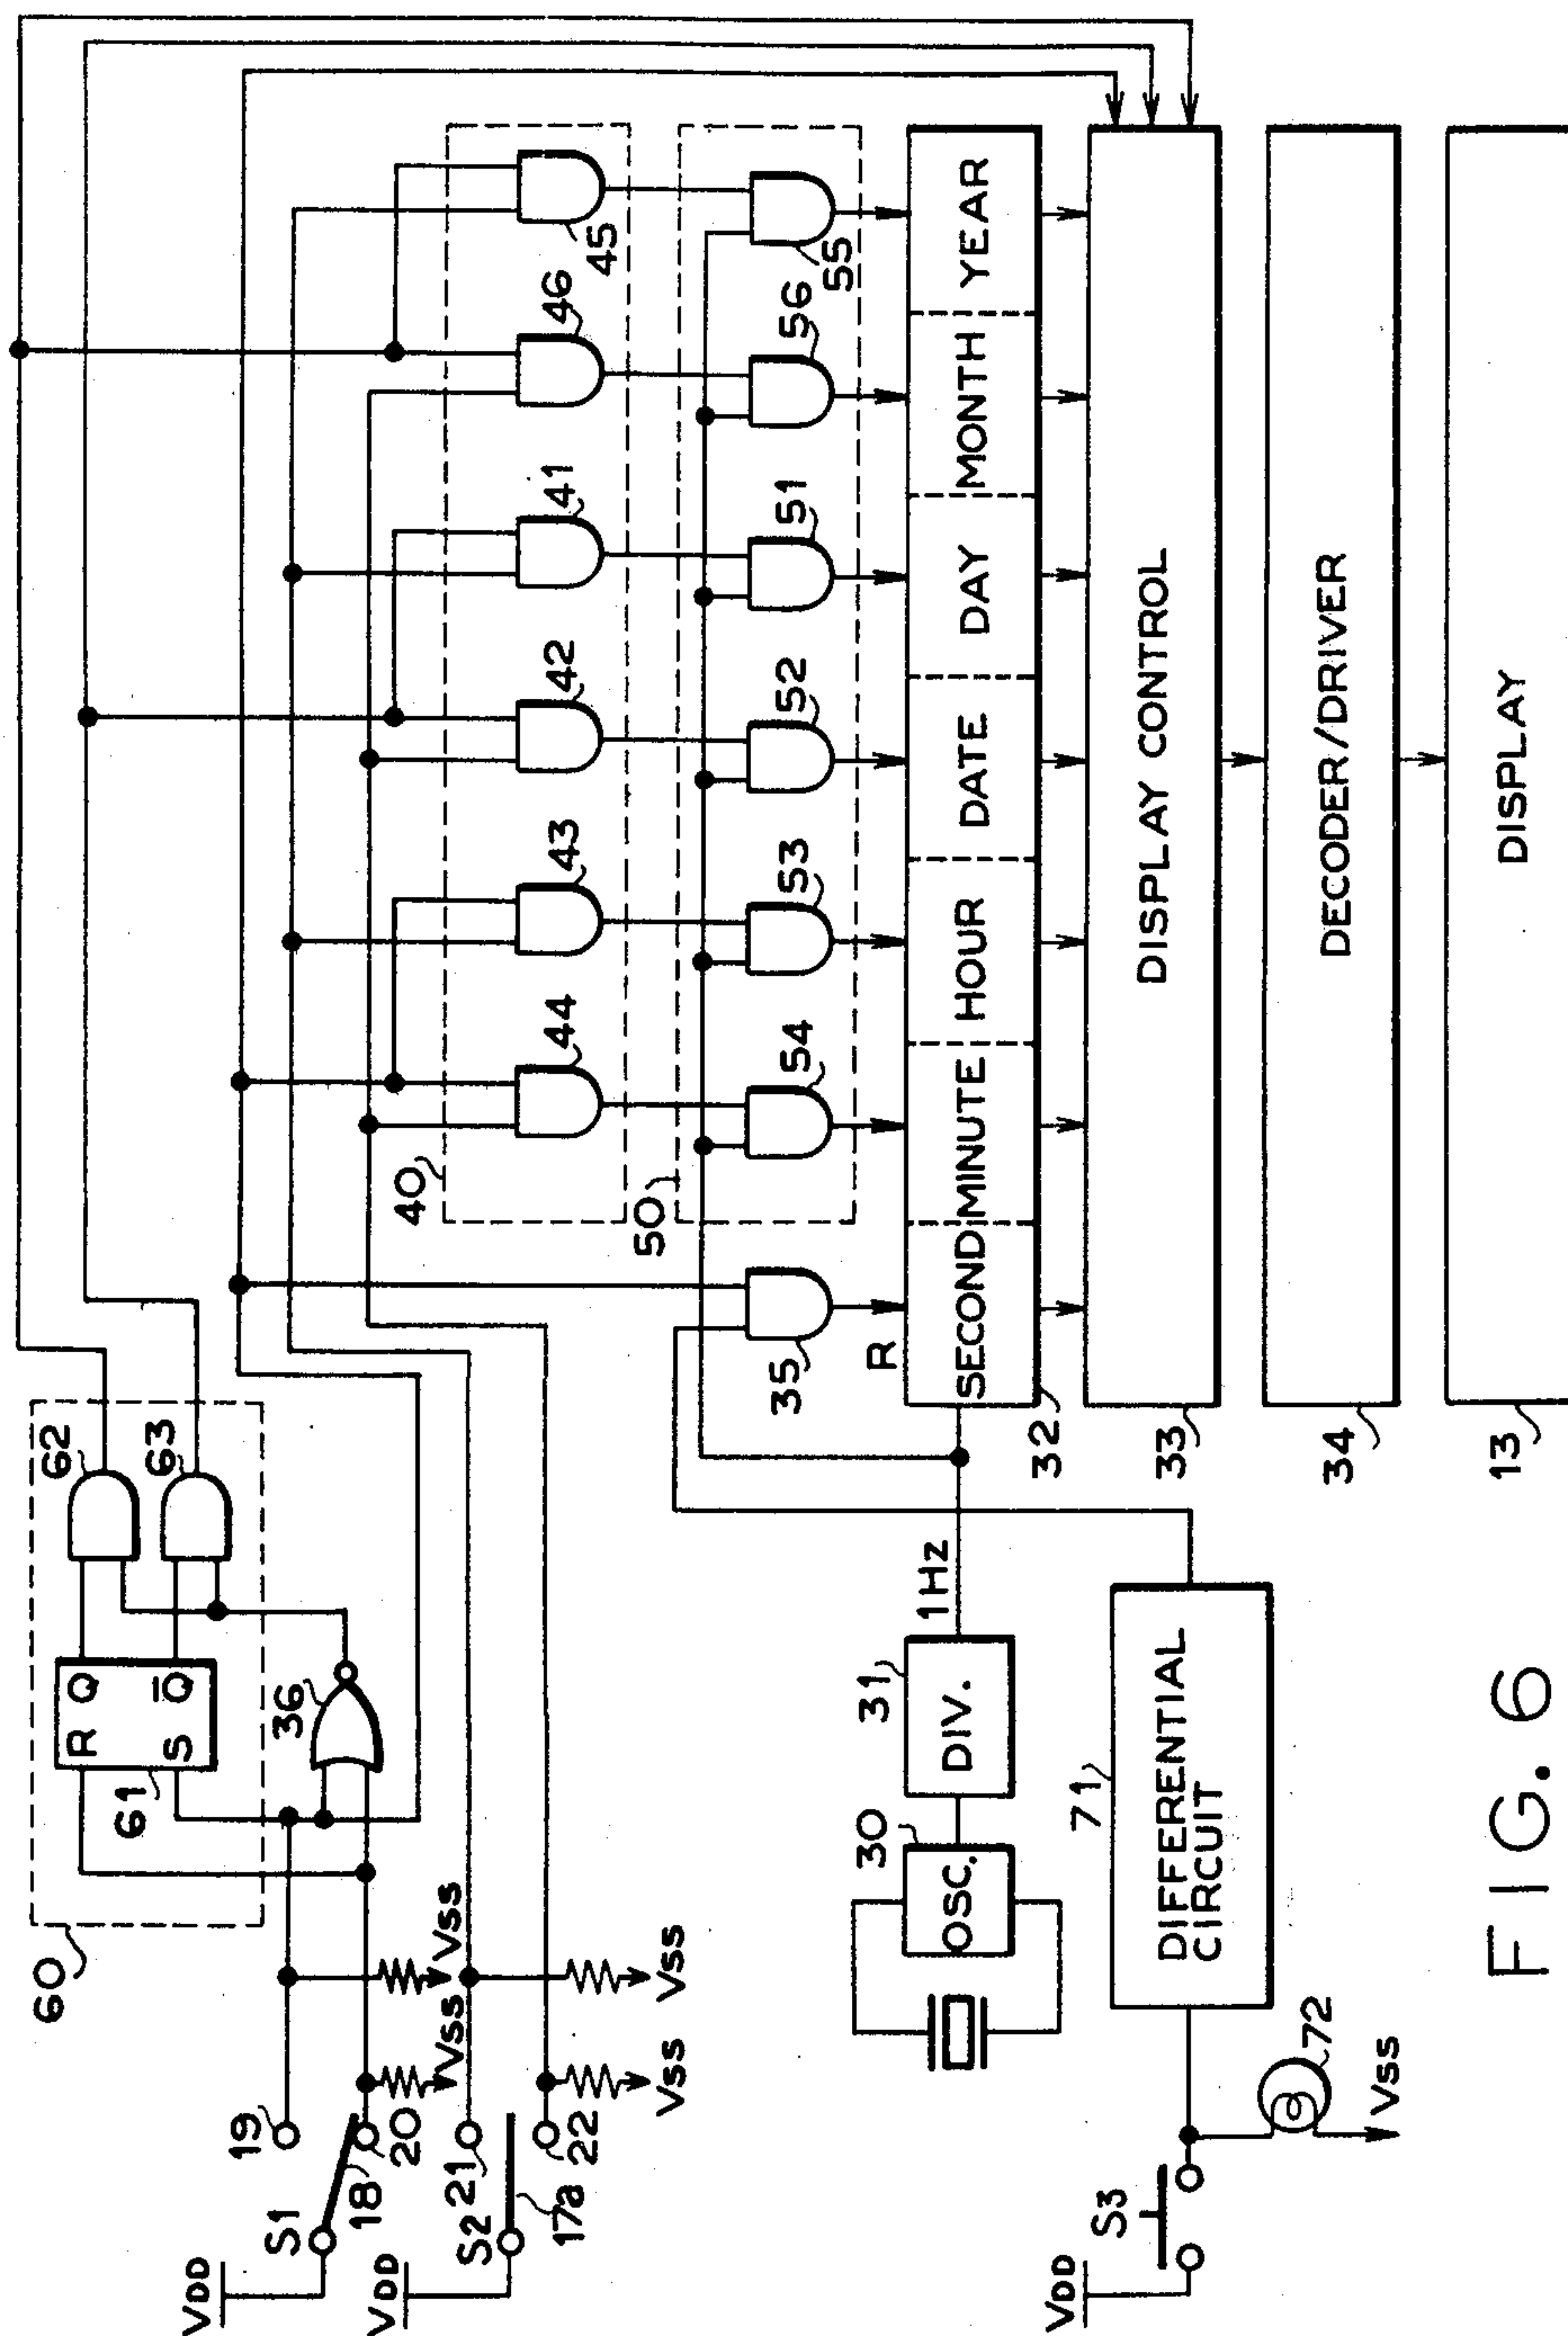 VDD
S1
18
19
20
Vss
Vss
VDD
S2
17a
21
22
Vss
Vss
60
61
R
Q
S
Q̅
62
63
36
40
44
43
42
41
46
45
50
54
53
52
51
56
55
35
R
SECOND
MINUTE
HOUR
DATE
DAY
MONTH
YEAR
32
OSC.
30
DIV.
31
1Hz
DISPLAY CONTROL
33
DECODER/DRIVER
34
DISPLAY
13
VDD
S3
72
Vss
DIFFERENTIAL
CIRCUIT
71
FIG. 6